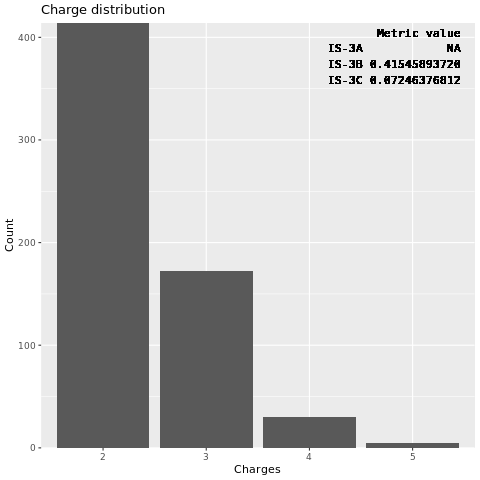 Charge distribution
Metric value
IS-3A NA
IS-3B 0.41545893720
IS-3C 0.07246376812
400
300
200
100
0
Count
2 3 4 5
Charges